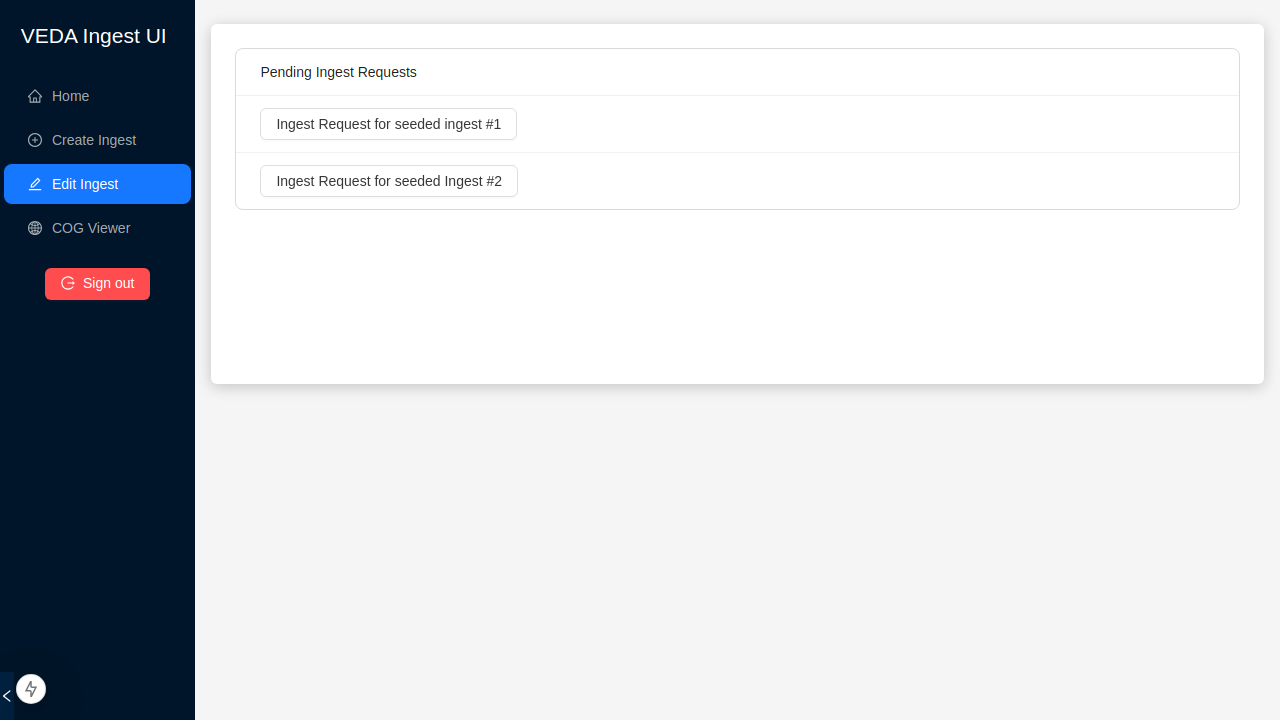 VEDA Ingest UI
Home
Create Ingest
Edit Ingest
COG Viewer
Sign out
Pending Ingest Requests
Ingest Request for seeded ingest #1
Ingest Request for seeded Ingest #2